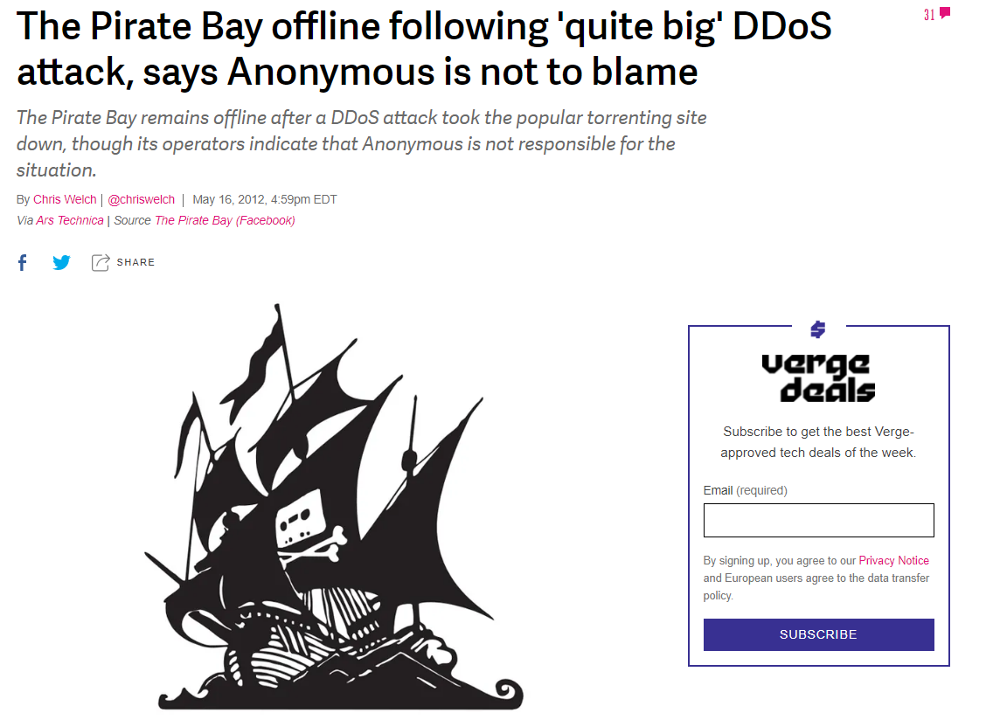 The Pirate Bay offline following 'quite big' DDoS
attack, says Anonymous is not to blame
31
The Pirate Bay remains offline after a DDoS attack took the popular torrenting site
down, though its operators indicate that Anonymous is not responsible for the
situation.
By Chris Welch | @chriswelch | May 16, 2012, 4:59pm EDT
Via Ars Technica | Source The Pirate Bay (Facebook)
SHARE
verge
deals
Subscribe to get the best Verge-
approved tech deals of the week.
Email (required)
By signing up, you agree to our Privacy Notice
and European users agree to the data transfer
policy.
SUBSCRIBE